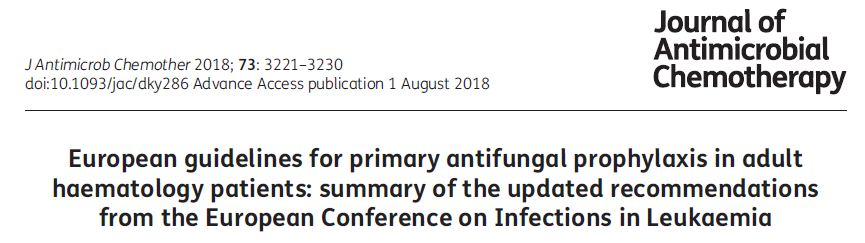 Journal of
Antimicrobial
Chemotherapy
J Antimicrob Chemother 2018; 73: 3221–3230
doi:10.1093/jac/dky286 Advance Access publication 1 August 2018
European guidelines for primary antifungal prophylaxis in adult
haematology patients: summary of the updated recommendations
from the European Conference on Infections in Leukaemia